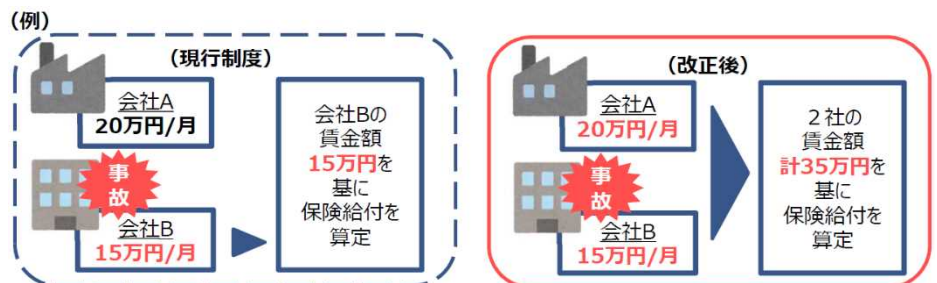 (例)
(現行制度)
会社A
20万円/月
事
故
会社B
15万円/月
会社Bの
賃金額
15万円を
基に
保険給付を
算定
(改正後)
会社A
20万円/月
事
故
会社B
15万円/月
２社の
賃金額
計35万円を
基に
保険給付を
算定